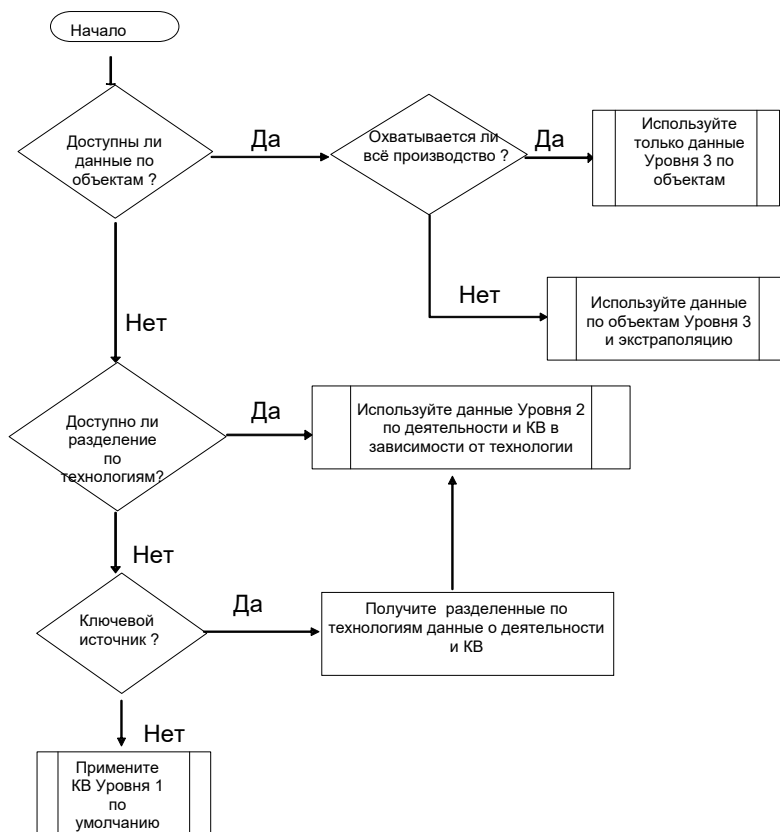 Начало
Доступны ли
данные по
объектам ?
Да
Охватывается ли
всё производство ?
Да
Используйте
только данные
Уровня 3 по
объектам
Нет
Используйте данные
по объектам Уровня 3
и экстраполяцию
Нет
Доступно ли
разделение
по
технологиям?
Да
Используйте данные Уровня 2
по деятельности и КВ в
зависимости от технологии
Нет
Ключевой
источник ?
Да
Получите разделенные по
технологиям данные о деятельности
и КВ
Нет
Примените
КВ Уровня 1
по
умолчанию